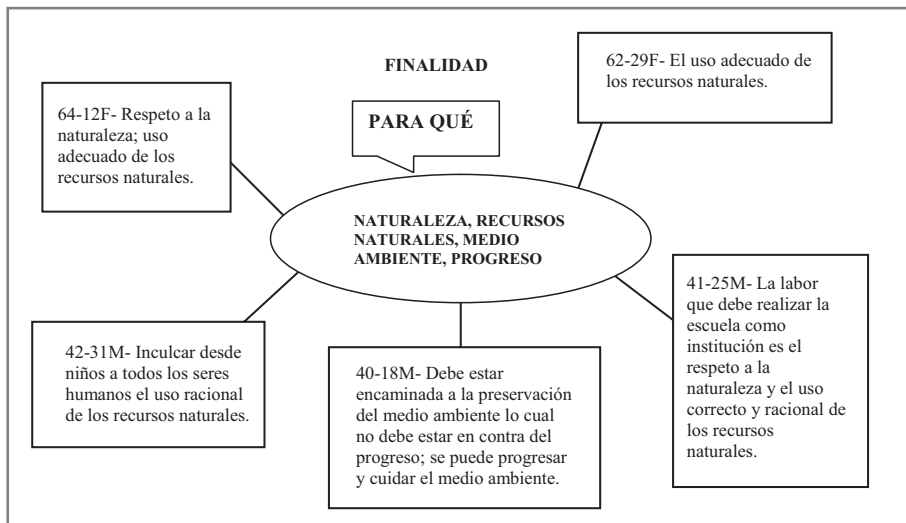 FINALIDAD
PARA QUÉ
62-29F- El uso adecuado de
los recursos naturales.
64-12F- Respeto a la
naturaleza; uso
adecuado de los
recursos naturales.
NATURALEZA, RECURSOS
NATURALES, MEDIO
AMBIENTE, PROGRESO
41-25M- La labor
que debe realizar la
escuela como
institución es el
respeto a la
naturaleza y el uso
correcto y racional de
los recursos
naturales.
42-31M- Inculcar desde
niños a todos los seres
humanos el uso racional
de los recursos naturales.
40-18M- Debe estar
encaminada a la preservación
del medio ambiente lo cual
no debe estar en contra del
progreso; se puede progresar
y cuidar el medio ambiente.